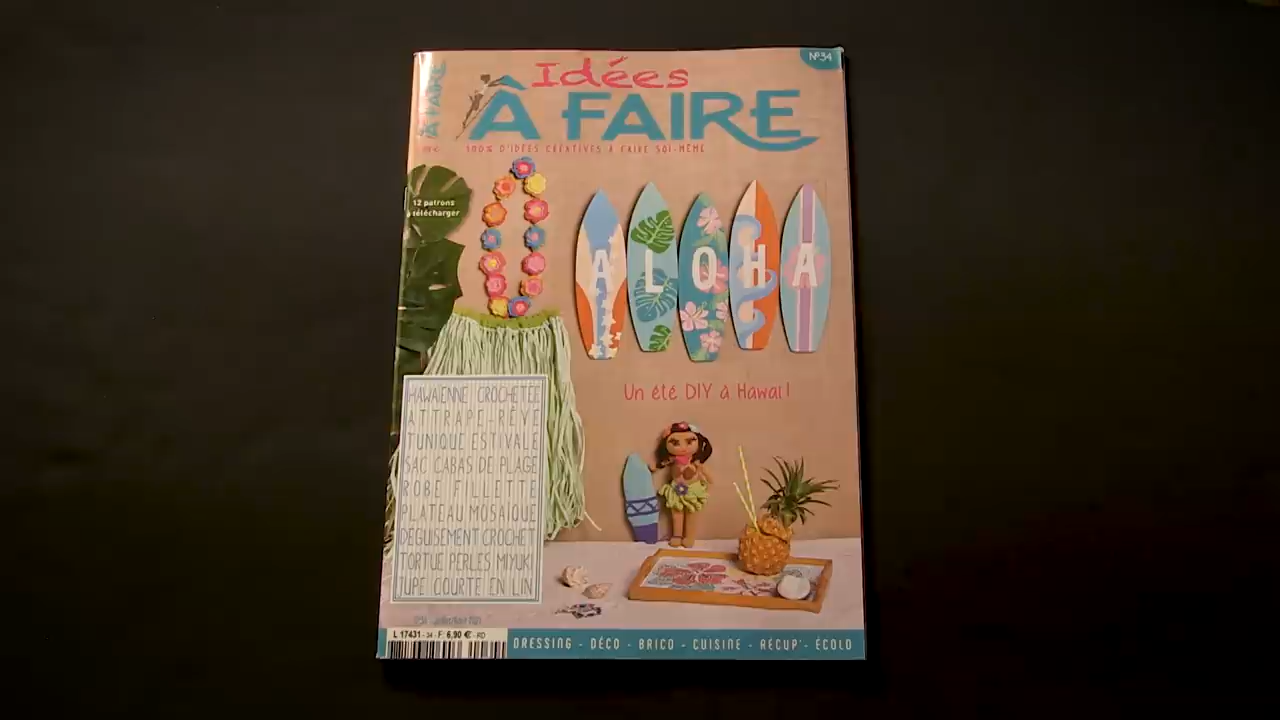 N°34
Idées
À FAIRE
À FAIRE
100% D'IDÉES CRÉATIVES À FAIRE SOI-MÊME
12 patrons
à télécharger
ALOHA
Un été DIY à Hawaï !
HAWAÏENNE CROCHETÉE
ATTRAPE-RÊVE
TUNIQUE ESTIVALE
SAC CABAS DE PLAGE
ROBE FILLETTE
PLATEAU MOSAÏQUE
DÉGUISEMENT CROCHET
TORTUE PERLES MIYUKI
JUPE COURTE EN LIN
L 17431 - 34 - F: 6,90 € - RD
DRESSING - DÉCO - BRICO - CUISINE - RÉCUP' - ÉCOLO